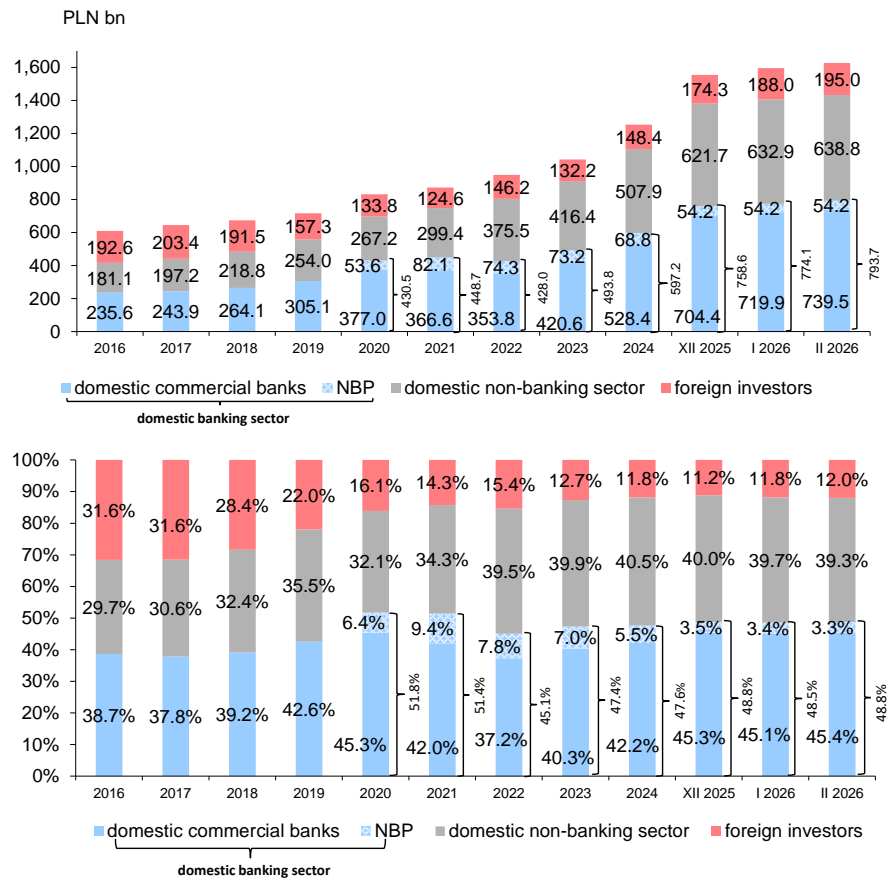 PLN bn
1,600
1,400
1,200
1,000
800
600
400
200
0
192.6 203.4 191.5 157.3 133.8 124.6 146.2 132.2 148.4 174.3 188.0 195.0
181.1 197.2 218.8 254.0 267.2 299.4 375.5 416.4 507.9 621.7 632.9 638.8
53.6 82.1 74.3 73.2 68.8 54.2 54.2 54.2
235.6 243.9 264.1 305.1 377.0 366.6 353.8 420.6 528.4 704.4 719.9 739.5
430.5 448.7 428.0 493.8 597.2 758.6 774.1 793.7
2016 2017 2018 2019 2020 2021 2022 2023 2024 XII 2025 I 2026 II 2026
domestic commercial banks NBP domestic non-banking sector foreign investors
domestic banking sector
100%
90%
80%
70%
60%
50%
40%
30%
20%
10%
0%
31.6% 31.6% 28.4% 22.0% 16.1% 14.3% 15.4% 12.7% 11.8% 11.2% 11.8% 12.0%
29.7% 30.6% 32.4% 35.5% 32.1% 34.3% 39.5% 39.9% 40.5% 40.0% 39.7% 39.3%
6.4% 9.4% 7.8% 7.0% 5.5% 3.5% 3.4% 3.3%
38.7% 37.8% 39.2% 42.6% 45.3% 42.0% 37.2% 40.3% 42.2% 45.3% 45.1% 45.4%
51.8% 51.4% 45.1% 47.4% 47.6% 48.8% 48.5% 48.8%
2016 2017 2018 2019 2020 2021 2022 2023 2024 XII 2025 I 2026 II 2026
domestic commercial banks NBP domestic non-banking sector foreign investors
domestic banking sector